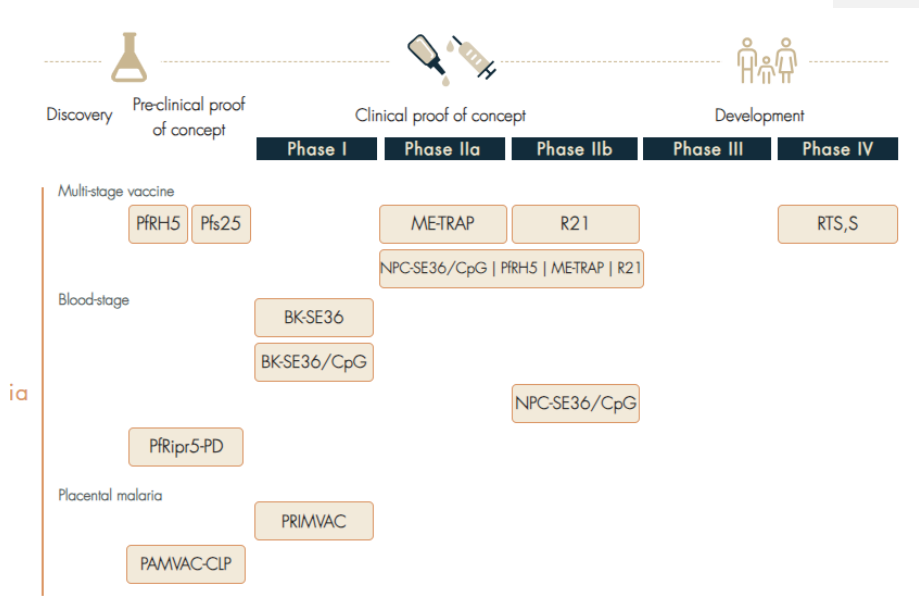 Discovery
Pre-clinical proof
of concept
Clinical proof of concept
Development
Phase I
Phase IIa
Phase IIb
Phase III
Phase IV
Multi-stage vaccine
PfRH5
Pfs25
ME-TRAP
R21
RTS,S
NPC-SE36/CpG | PfRH5 | ME-TRAP | R21
Blood-stage
BK-SE36
BK-SE36/CpG
ia
NPC-SE36/CpG
PfRipr5-PD
Placental malaria
PRIMVAC
PAMVAC-CLP